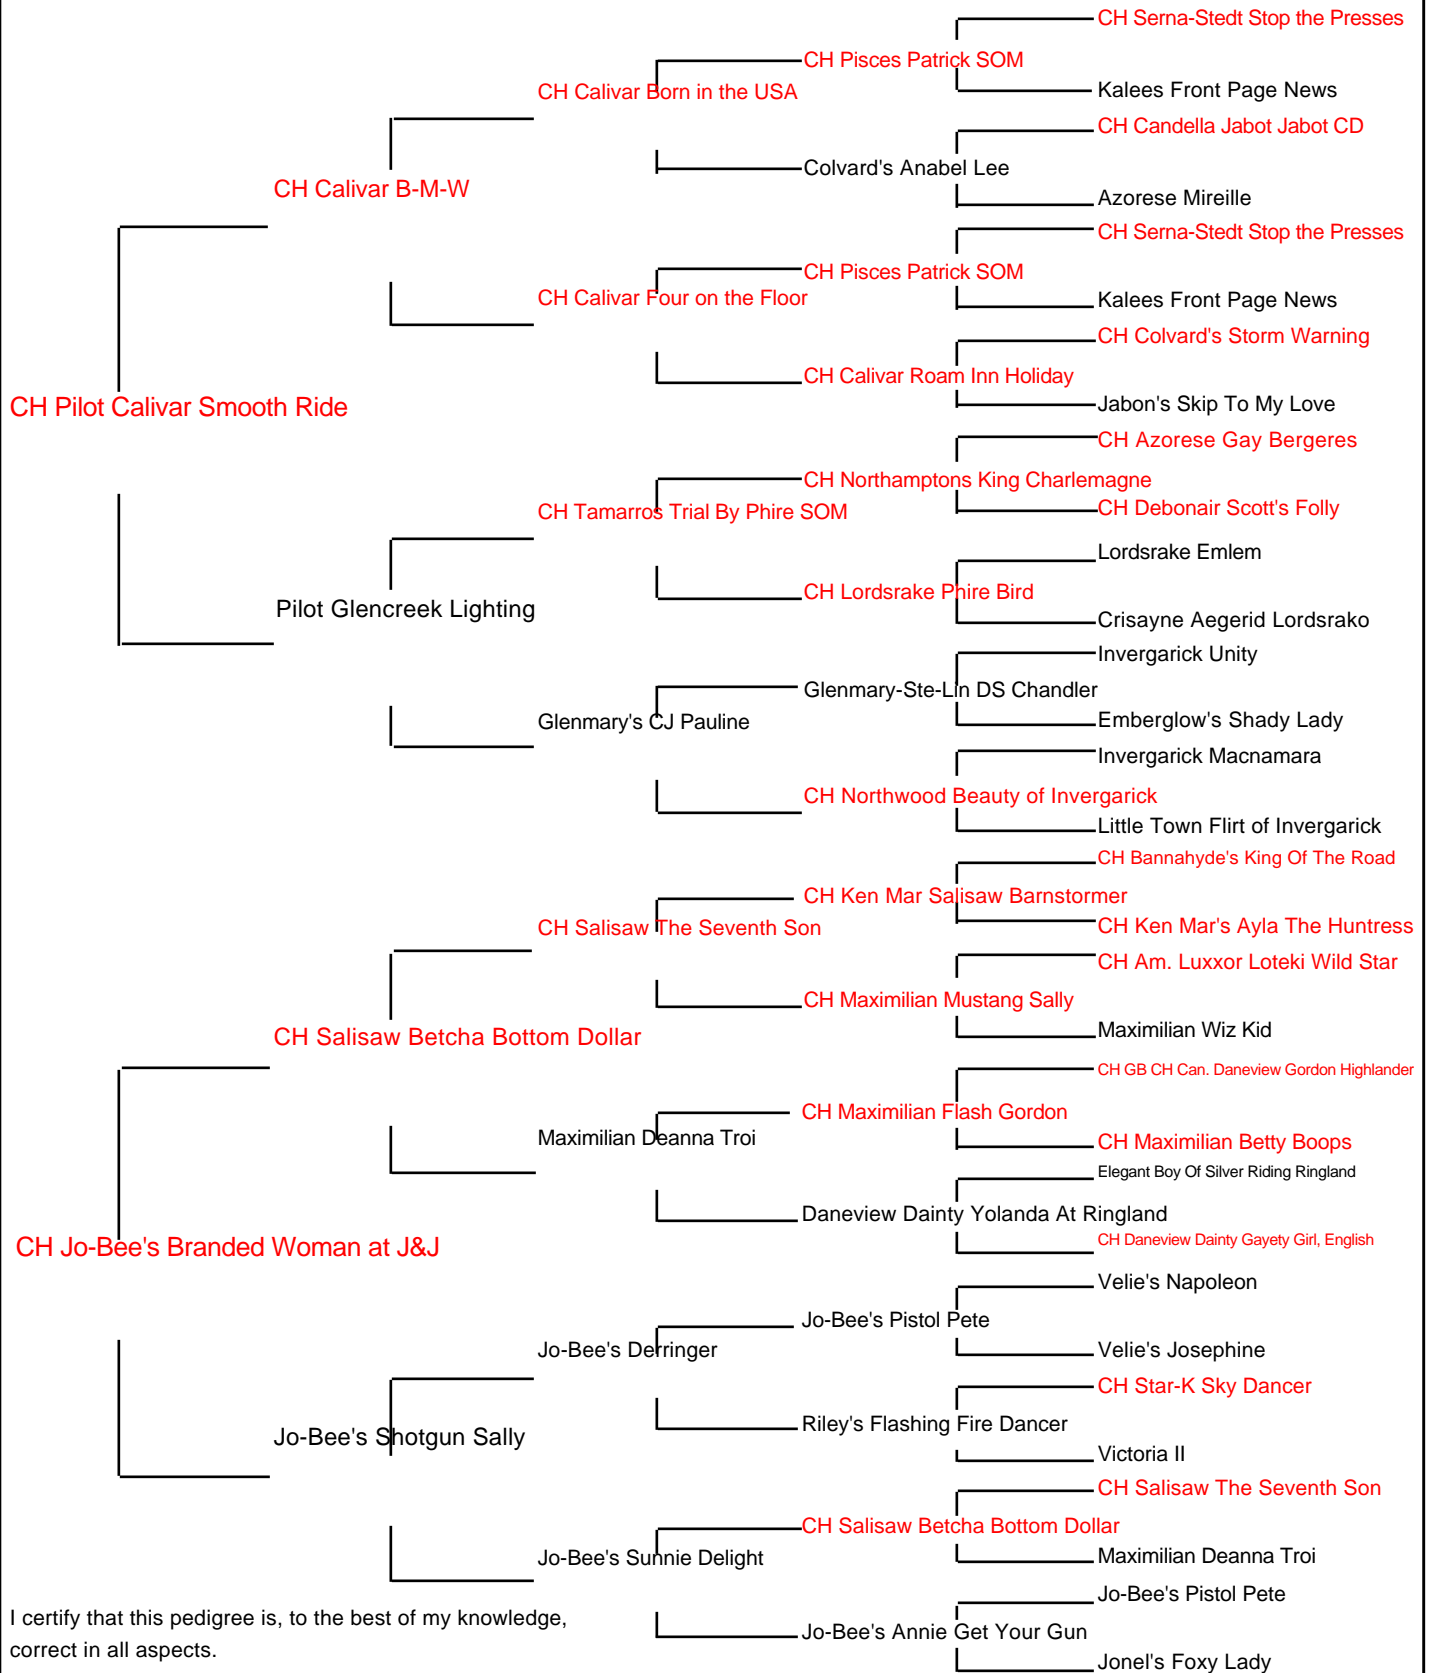 CH Serna-Stedt Stop the Presses
CH Pisces Patrick SOM
CH Calivar Born in the USA
Kalees Front Page News
CH Candella Jabot Jabot CD
Colvard's Anabel Lee
CH Calivar B-M-W
Azorese Mireille
CH Serna-Stedt Stop the Presses
CH Pisces Patrick SOM
CH Calivar Four on the Floor
Kalees Front Page News
CH Colvard's Storm Warning
CH Calivar Roam Inn Holiday
CH Pilot Calivar Smooth Ride
Jabon's Skip To My Love
CH Azorese Gay Bergeres
CH Northamptons King Charlemagne
CH Tamarros Trial By Phire SOM
CH Debonair Scott's Folly
Lordsrake Emlem
CH Lordsrake Phire Bird
Pilot Glencreek Lighting
Crisayne Aegerid Lordsrako
Invergarick Unity
Glenmary-Ste-Lin DS Chandler
Glenmary's CJ Pauline
Emberglow's Shady Lady
Invergarick Macnamara
CH Northwood Beauty of Invergarick
Little Town Flirt of Invergarick
CH Bannahyde's King Of The Road
CH Ken Mar Salisaw Barnstormer
CH Salisaw The Seventh Son
CH Ken Mar's Ayla The Huntress
CH Am. Luxxor Loteki Wild Star
CH Maximilian Mustang Sally
CH Salisaw Betcha Bottom Dollar
Maximilian Wiz Kid
CH GB CH Can. Daneview Gordon Highlander
CH Maximilian Flash Gordon
Maximilian Deanna Troi
CH Maximilian Betty Boops
Elegant Boy Of Silver Riding Ringland
Daneview Dainty Yolanda At Ringland
CH Jo-Bee's Branded Woman at J&J
CH Daneview Dainty Gayety Girl, English
Velie's Napoleon
Jo-Bee's Pistol Pete
Jo-Bee's Derringer
Velie's Josephine
CH Star-K Sky Dancer
Riley's Flashing Fire Dancer
Jo-Bee's Shotgun Sally
Victoria II
CH Salisaw The Seventh Son
CH Salisaw Betcha Bottom Dollar
Jo-Bee's Sunnie Delight
Maximilian Deanna Troi
Jo-Bee's Pistol Pete
Jo-Bee's Annie Get Your Gun
Jonel's Foxy Lady
I certify that this pedigree is, to the best of my knowledge,
correct in all aspects.